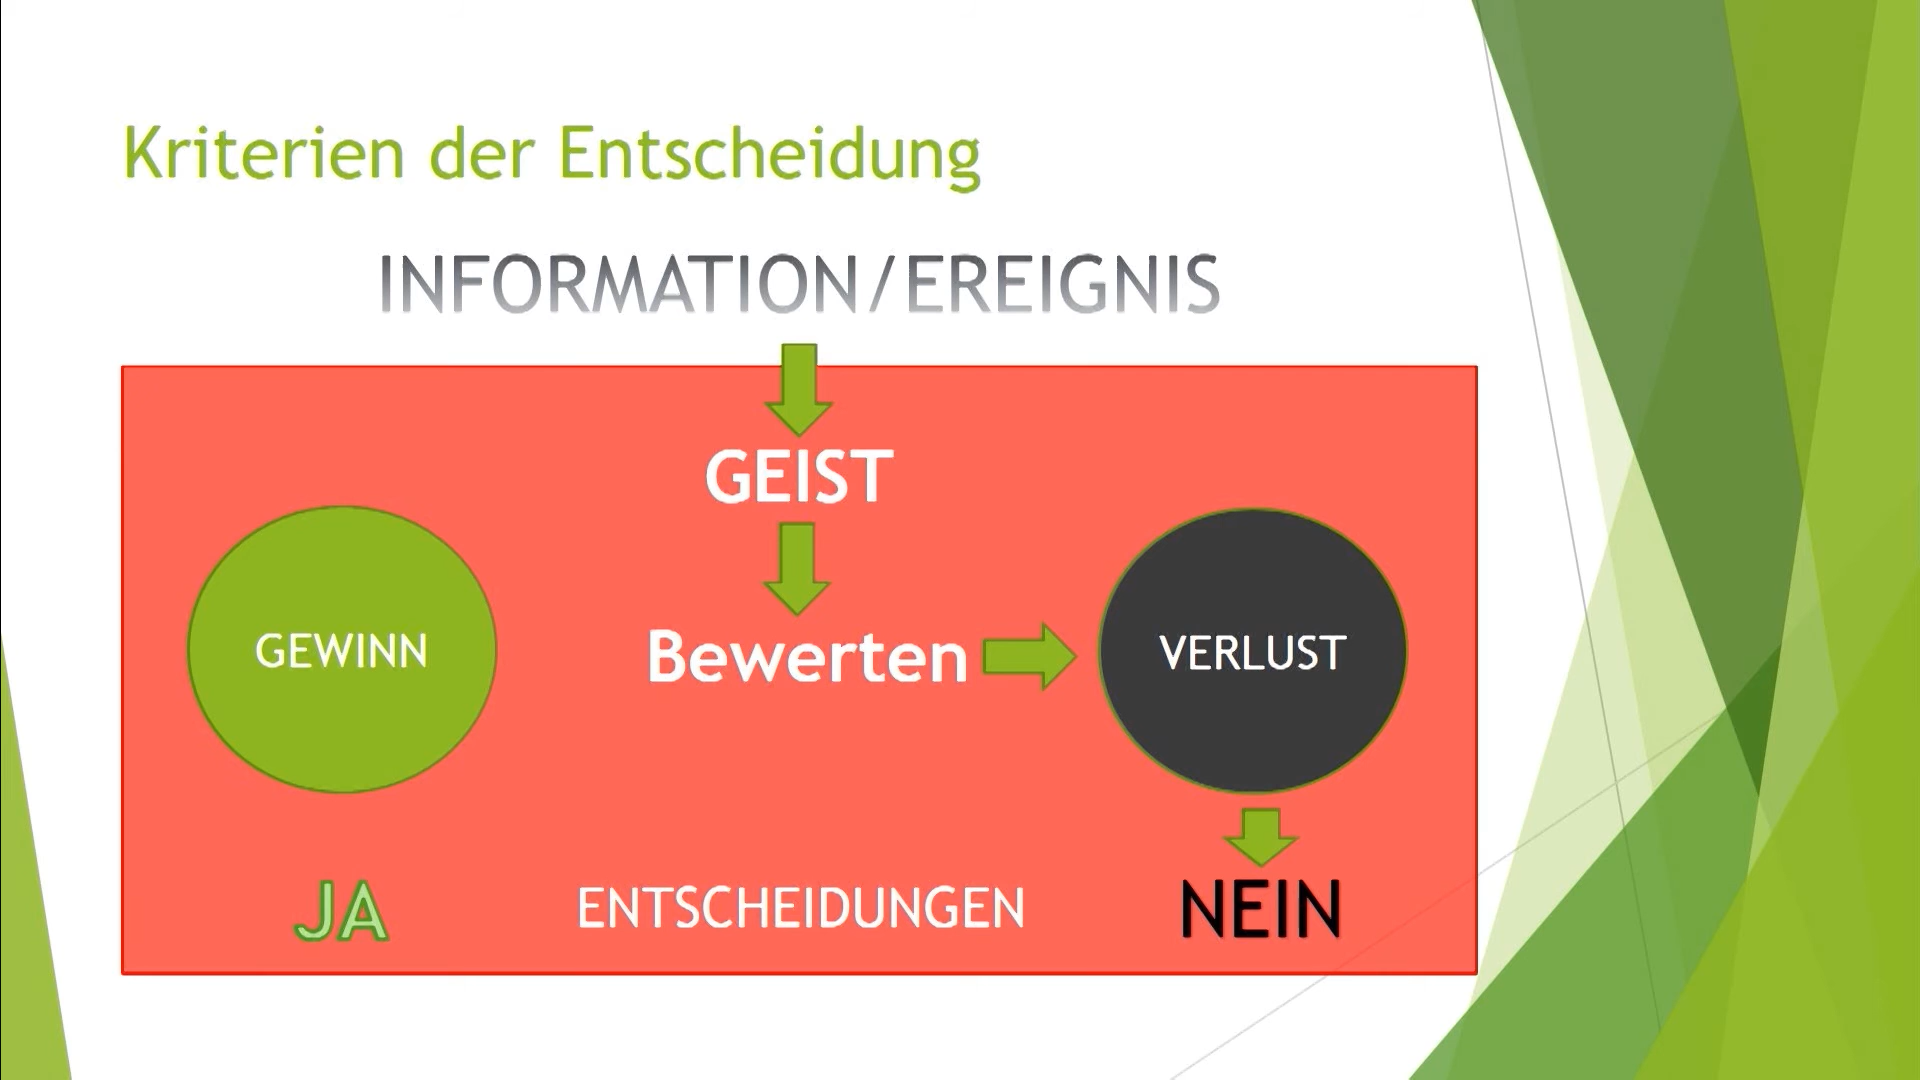 Kriterien der Entscheidung
INFORMATION/EREIGNIS
GEIST
GEWINN
Bewerten
VERLUST
JA
ENTSCHEIDUNGEN
NEIN